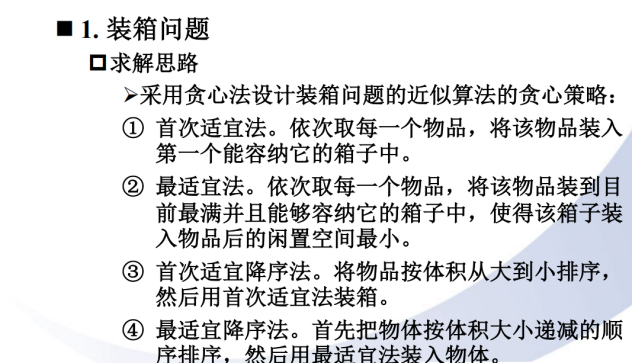 ■ 1. 装箱问题
求解思路
➢采用贪心法设计装箱问题的近似算法的贪心策略：
① 首次适宜法。依次取每一个物品，将该物品装入
第一个能容纳它的箱子中。
② 最适宜法。依次取每一个物品，将该物品装到目
前最满并且能够容纳它的箱子中，使得该箱子装
入物品后的闲置空间最小。
③ 首次适宜降序法。将物品按体积从大到小排序，
然后用首次适宜法装箱。
④ 最适宜降序法。首先把物体按体积大小递减的顺
序排序，然后用最适宜法装入物体。